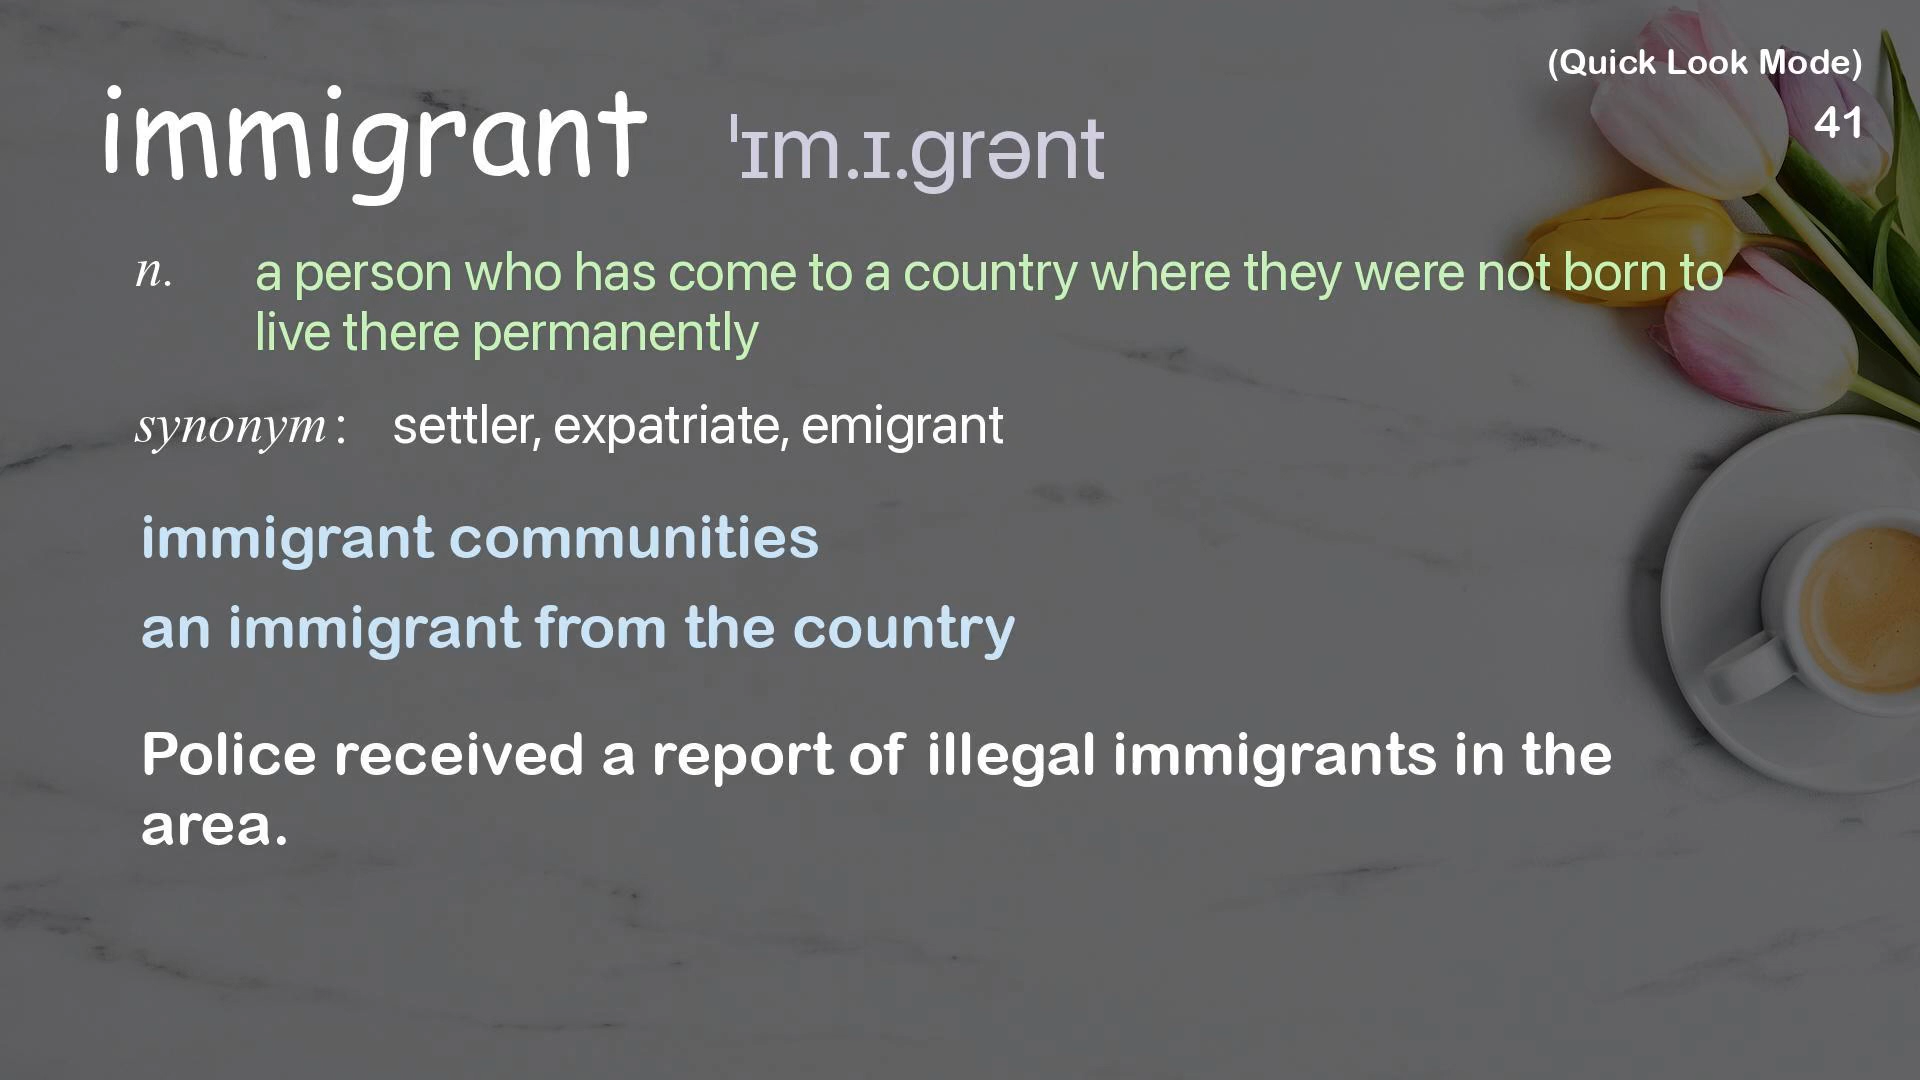 (Quick Look Mode)
immigrant ˈɪm.ɪ.grənt
41
n. a person who has come to a country where they were not born to
live there permanently
synonym: settler, expatriate, emigrant
immigrant communities
an immigrant from the country
Police received a report of illegal immigrants in the
area.